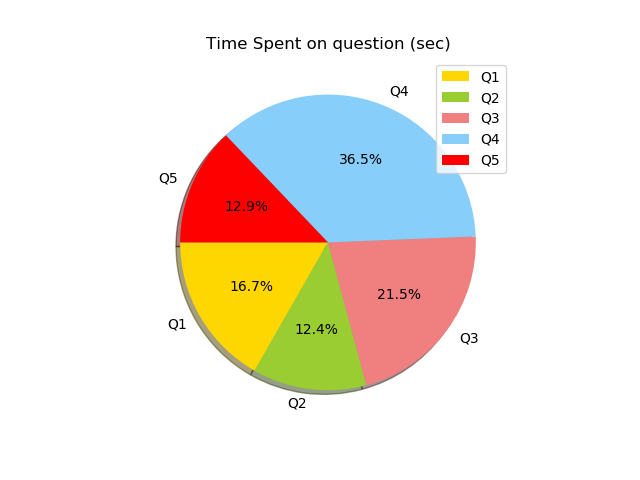 Time Spent on question (sec)
Q1
Q2
Q3
Q4
Q5
Q4
36.5%
Q5
12.9%
16.7%
21.5%
12.4%
Q1
Q3
Q2